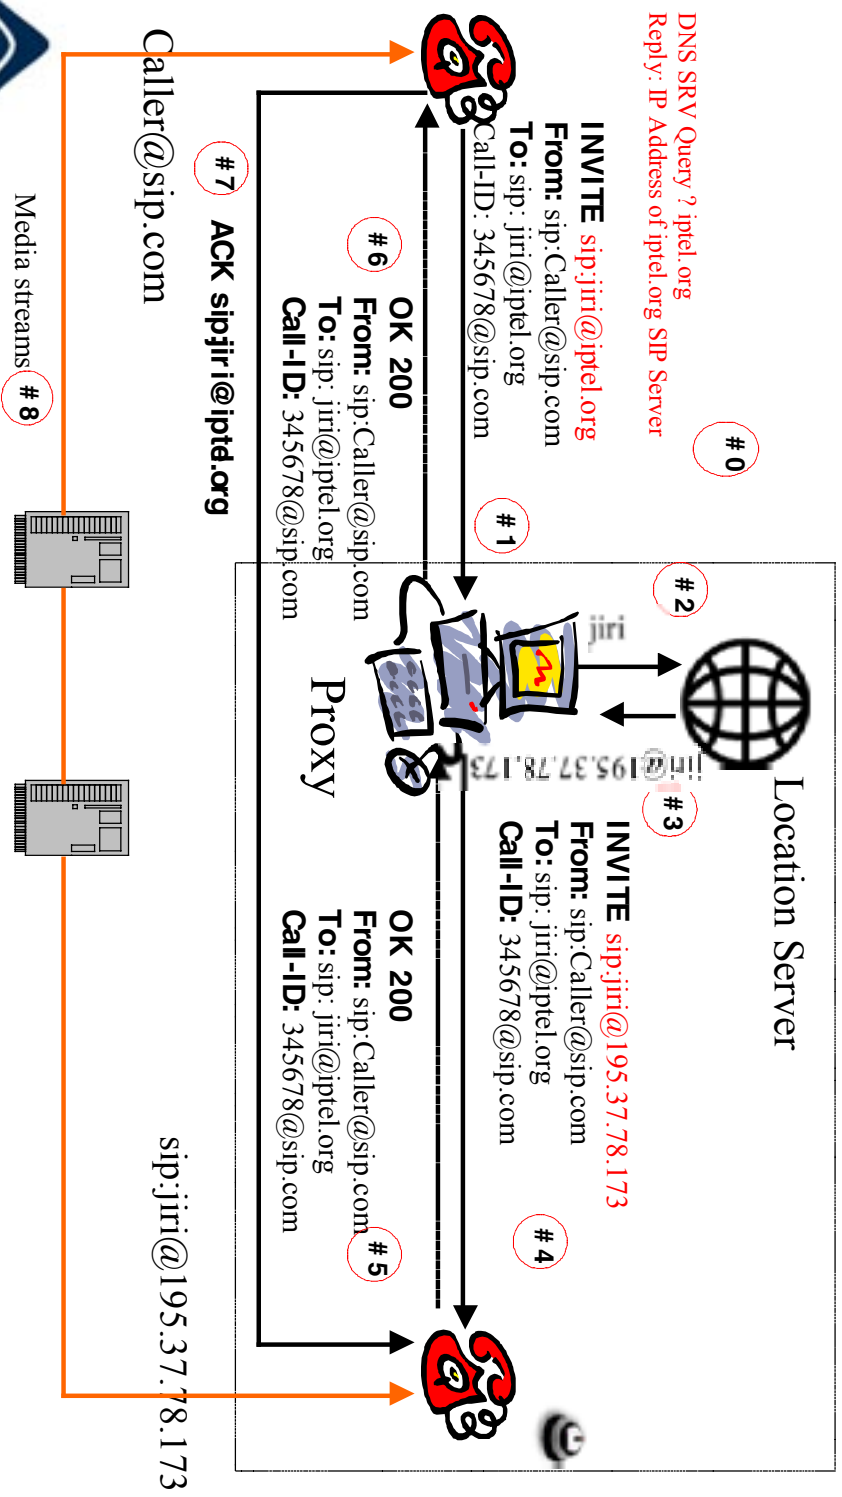 DNS SRV Query ? iptel.org
Reply: IP Address of iptel.org SIP Server
#0
INVITE sip:jiri@iptel.org
From: sip:Caller@sip.com
To: sip: jiri@iptel.org
Call-ID: 345678@sip.com
#1
#2
jiri
Location Server
jiri@195.37.78.173
#3
INVITE sip:jiri@195.37.78.173
From: sip:Caller@sip.com
To: sip: jiri@iptel.org
Call-ID: 345678@sip.com
#4
Proxy
OK 200
From: sip:Caller@sip.com
To: sip: jiri@iptel.org
Call-ID: 345678@sip.com
#5
#6
OK 200
From: sip:Caller@sip.com
To: sip: jiri@iptel.org
Call-ID: 345678@sip.com
#7 ACK sip:jiri@iptel.org
Caller@sip.com
sip:jiri@195.37.78.173
Media streams #8